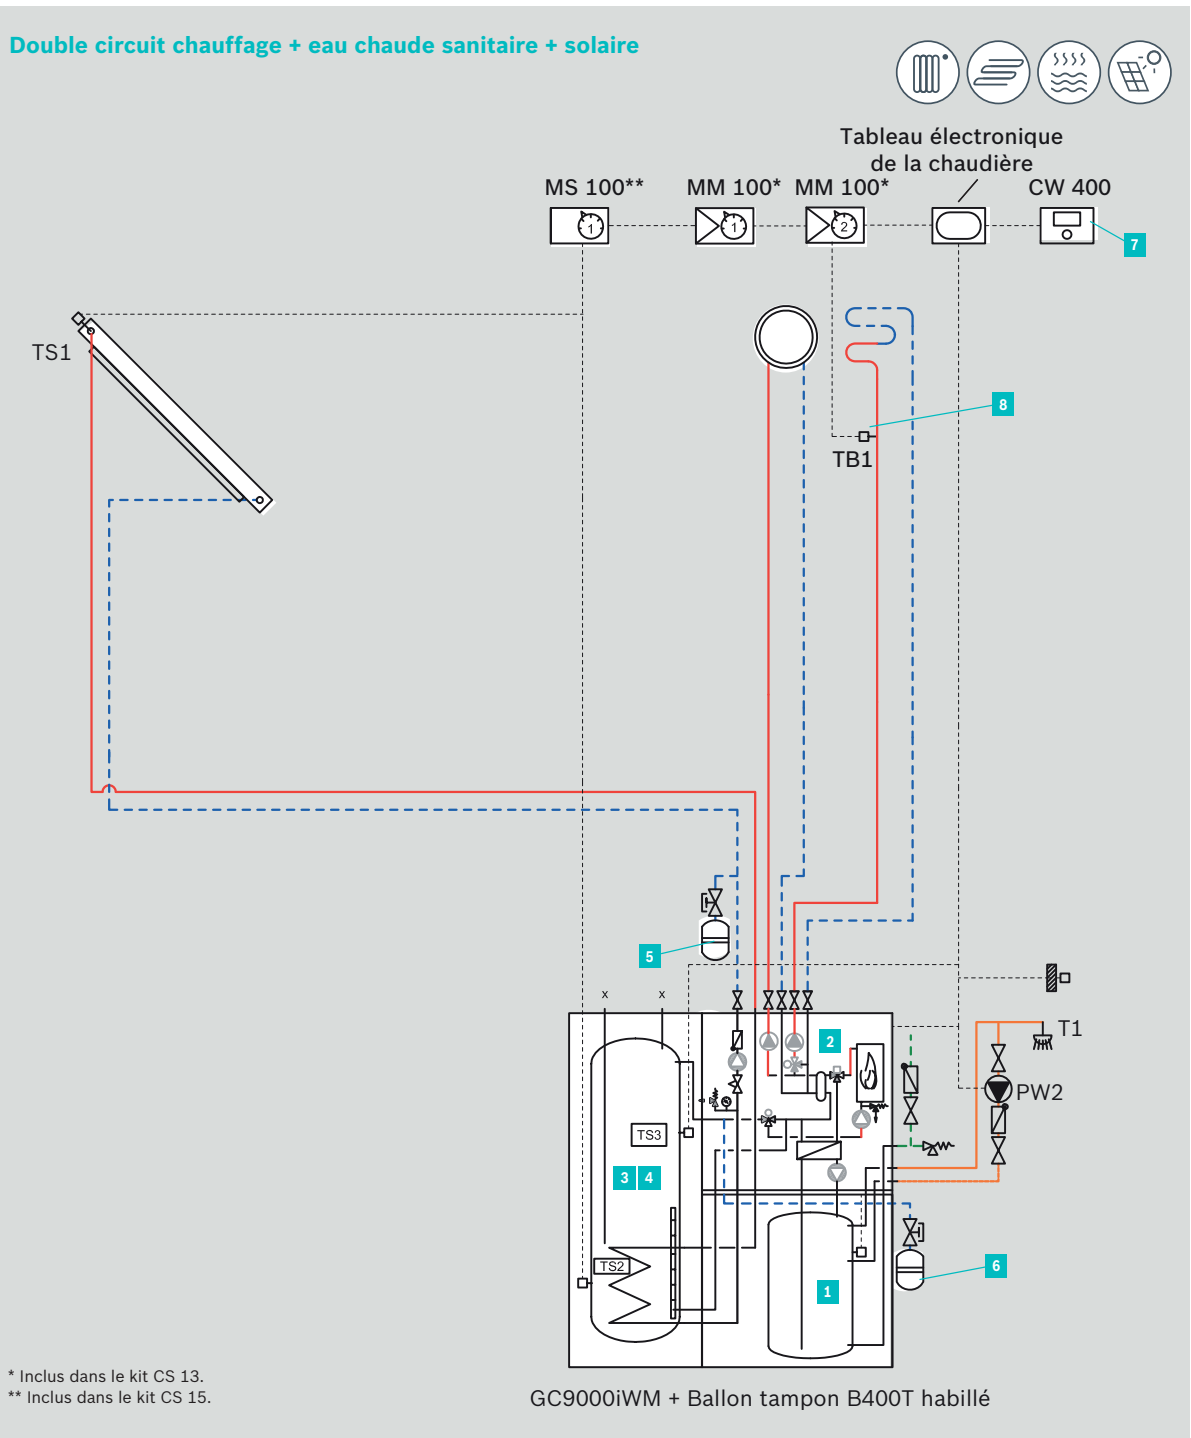 Double circuit chauffage + eau chaude sanitaire + solaire
Tableau électronique
de la chaudière
MS 100**
MM 100*
MM 100*
CW 400
1
1
2
7
TS1
8
TB1
5
x
x
2
T1
PW2
TS3
3
4
TS2
1
6
* Inclus dans le kit CS 13.
** Inclus dans le kit CS 15.
GC9000iWM + Ballon tampon B400T habillé